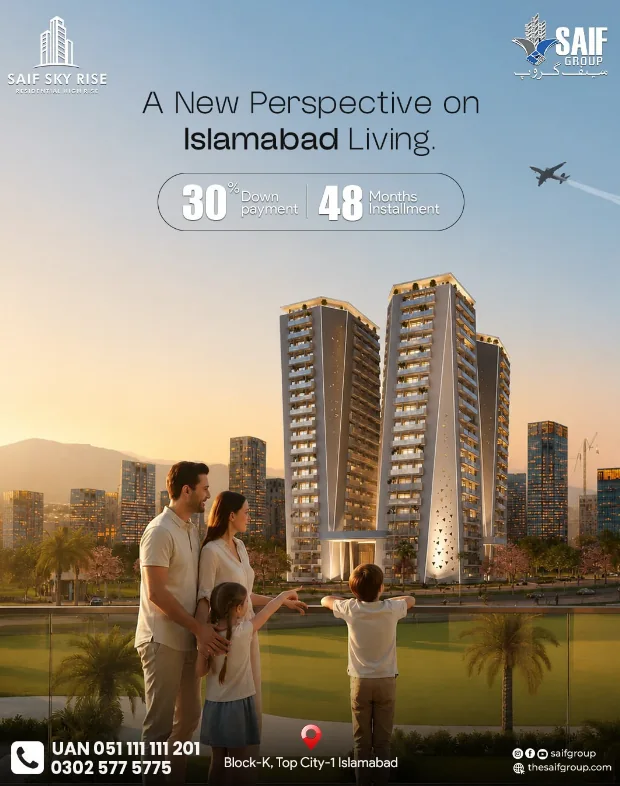 SAIF SKY RISE
RESIDENTIAL HIGH RISE
SAIF
GROUP
سیف گروپ
A New Perspective on
Islamabad Living.
30% Down payment
48 Months Installment
UAN 051 111 111 201
0302 577 5775
Block-K, Top City-1 Islamabad
saifgroup
thesaifgroup.com